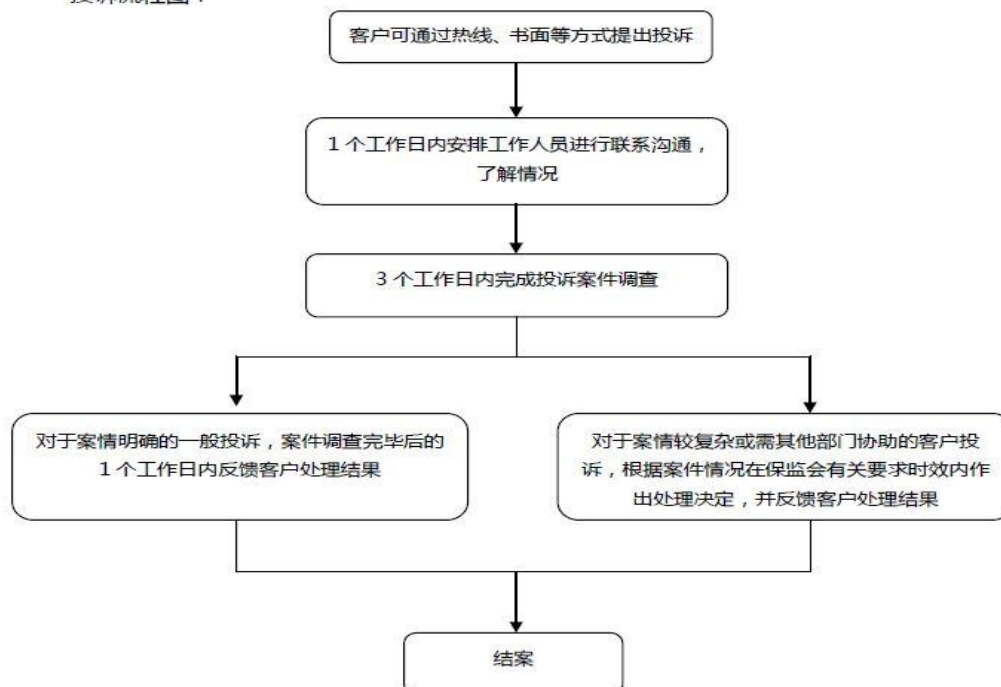 投诉流程图：
客户可通过热线、书面等方式提出投诉
1 个工作日内安排工作人员进行联系沟通，
了解情况
3 个工作日内完成投诉案件调查
对于案情明确的一般投诉，案件调查完毕后的
1 个工作日内反馈客户处理结果
对于案情较复杂或需其他部门协助的客户投
诉，根据案件情况在保监会有关要求时效内作
出处理决定，并反馈客户处理结果
结案